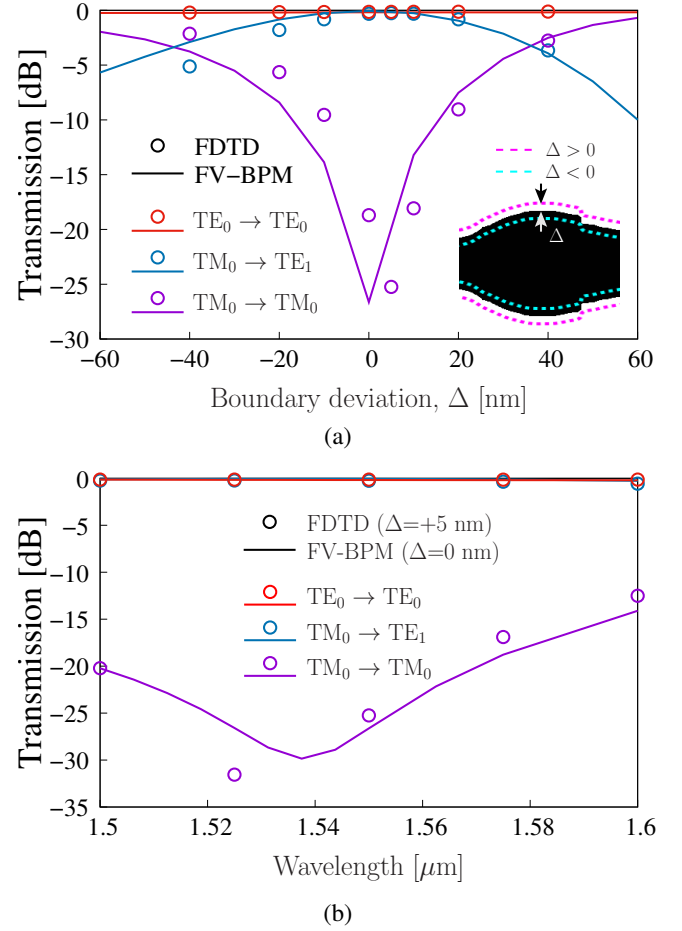 0
−5
−10
−15
−20
−25
−30
Transmission [dB]
FDTD
FV−BPM
TE₀ → TE₀
TM₀ → TE₁
TM₀ → TM₀
Δ > 0
Δ < 0
Δ
−60 −40 −20 0 20 40 60
Boundary deviation, Δ [nm]
(a)
0
−5
−10
−15
−20
−25
−30
−35
Transmission [dB]
FDTD (Δ=+5 nm)
FV-BPM (Δ=0 nm)
TE₀ → TE₀
TM₀ → TE₁
TM₀ → TM₀
1.5 1.52 1.54 1.56 1.58 1.6
Wavelength [μm]
(b)